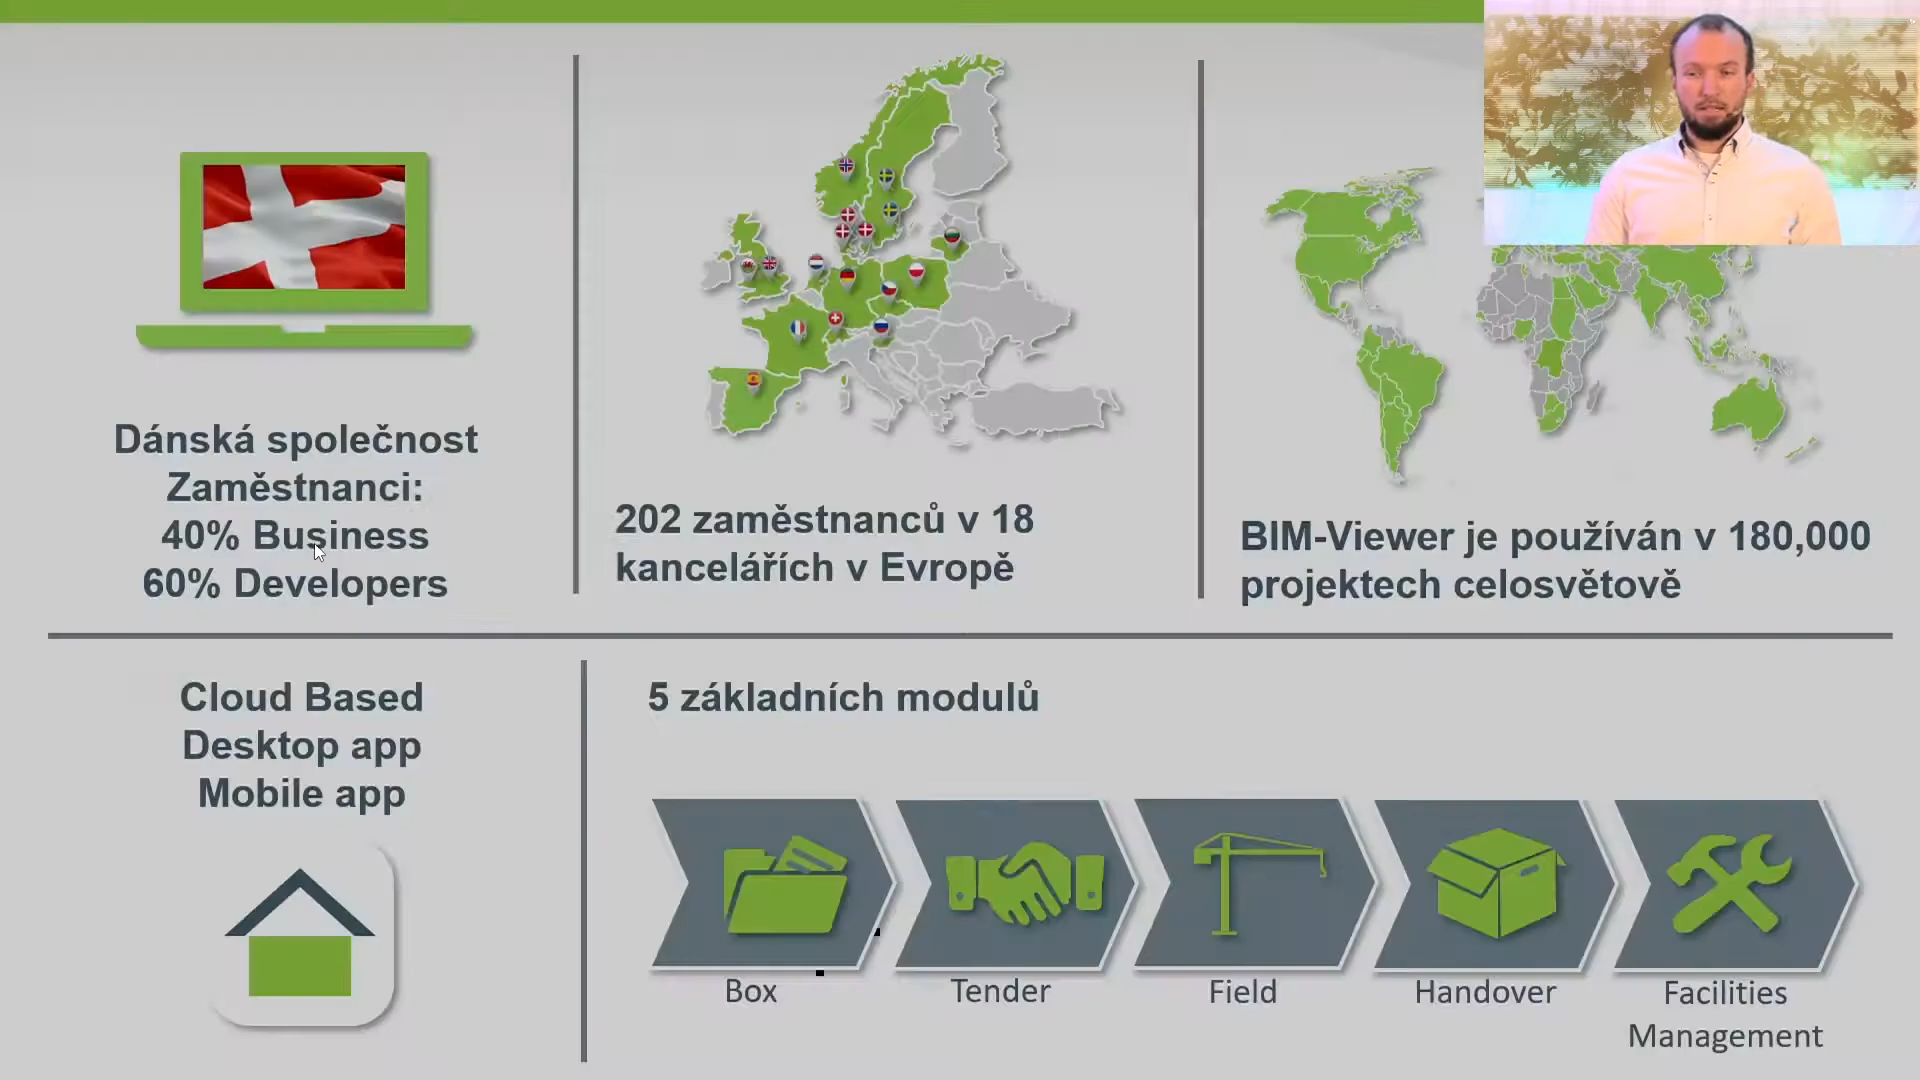 Dánská společnost
Zaměstnanci:
40% Business
60% Developers
202 zaměstnanců v 18
kancelářích v Evropě
BIM-Viewer je používán v 180,000
projektech celosvětově
Cloud Based
Desktop app
Mobile app
5 základních modulů
Box
Tender
Field
Handover
Facilities
Management